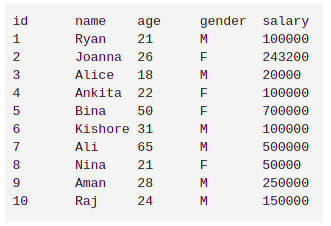 id name age gender salary
1 Ryan 21 M 100000
2 Joanna 26 F 243200
3 Alice 18 M 20000
4 Ankita 22 F 100000
5 Bina 50 F 700000
6 Kishore 31 M 100000
7 Ali 65 M 500000
8 Nina 21 F 50000
9 Aman 28 M 250000
10 Raj 24 M 150000